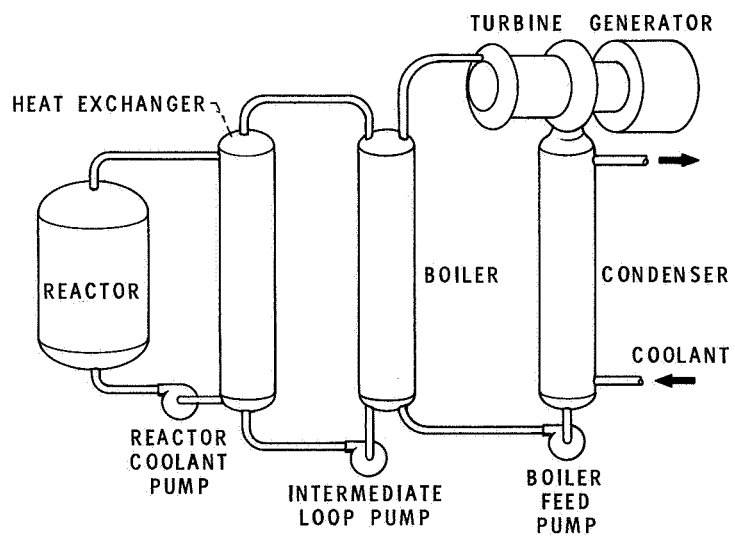 TURBINE GENERATOR
HEAT EXCHANGER
REACTOR
BOILER
CONDENSER
COOLANT
REACTOR
COOLANT
PUMP
INTERMEDIATE
LOOP PUMP
BOILER
FEED
PUMP